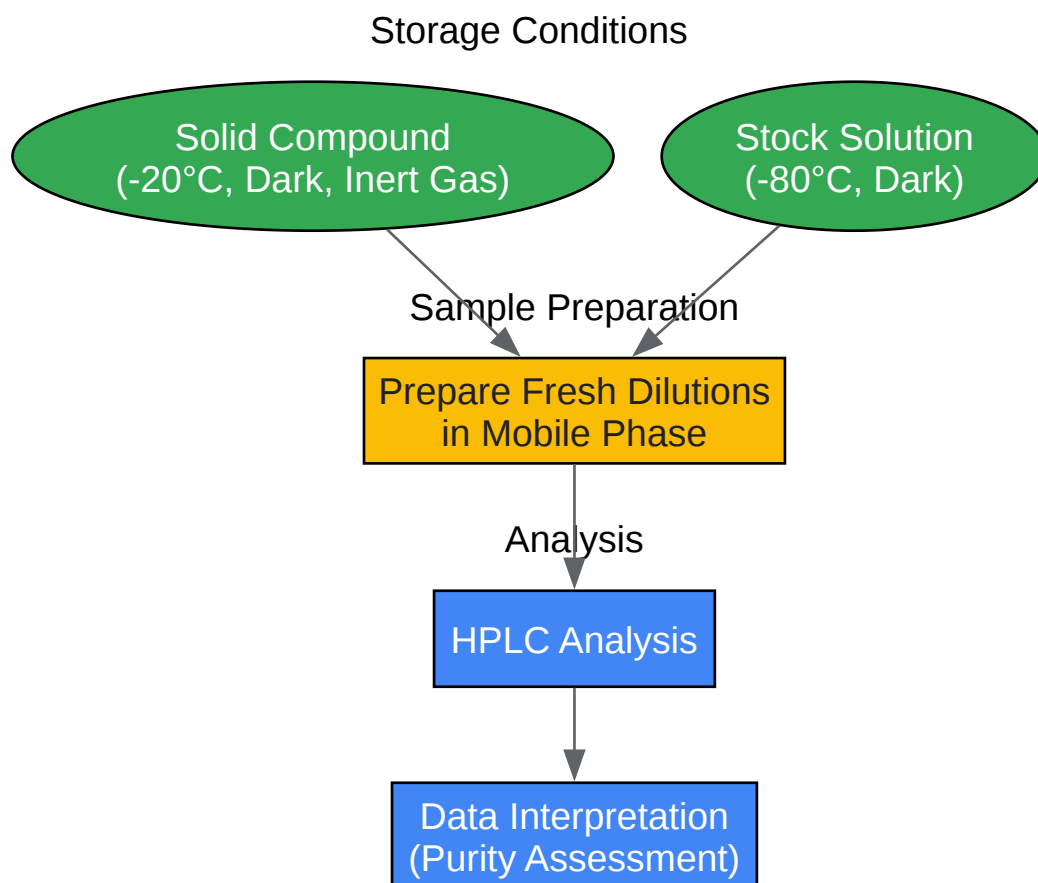 Storage Conditions
Solid Compound
(-20°C, Dark, Inert Gas)
Stock Solution
(-80°C, Dark)
Sample Preparation
Prepare Fresh Dilutions
in Mobile Phase
Analysis
HPLC Analysis
Data Interpretation
(Purity Assessment)